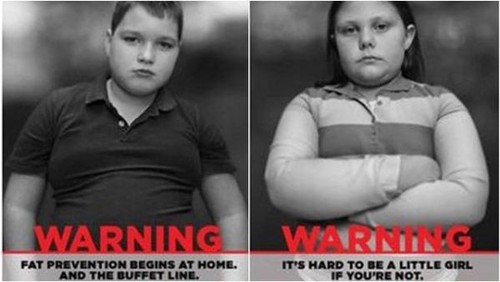 WARNING
FAT PREVENTION BEGINS AT HOME.
AND THE BUFFET LINE.
WARNING
IT'S HARD TO BE A LITTLE GIRL
IF YOU'RE NOT.